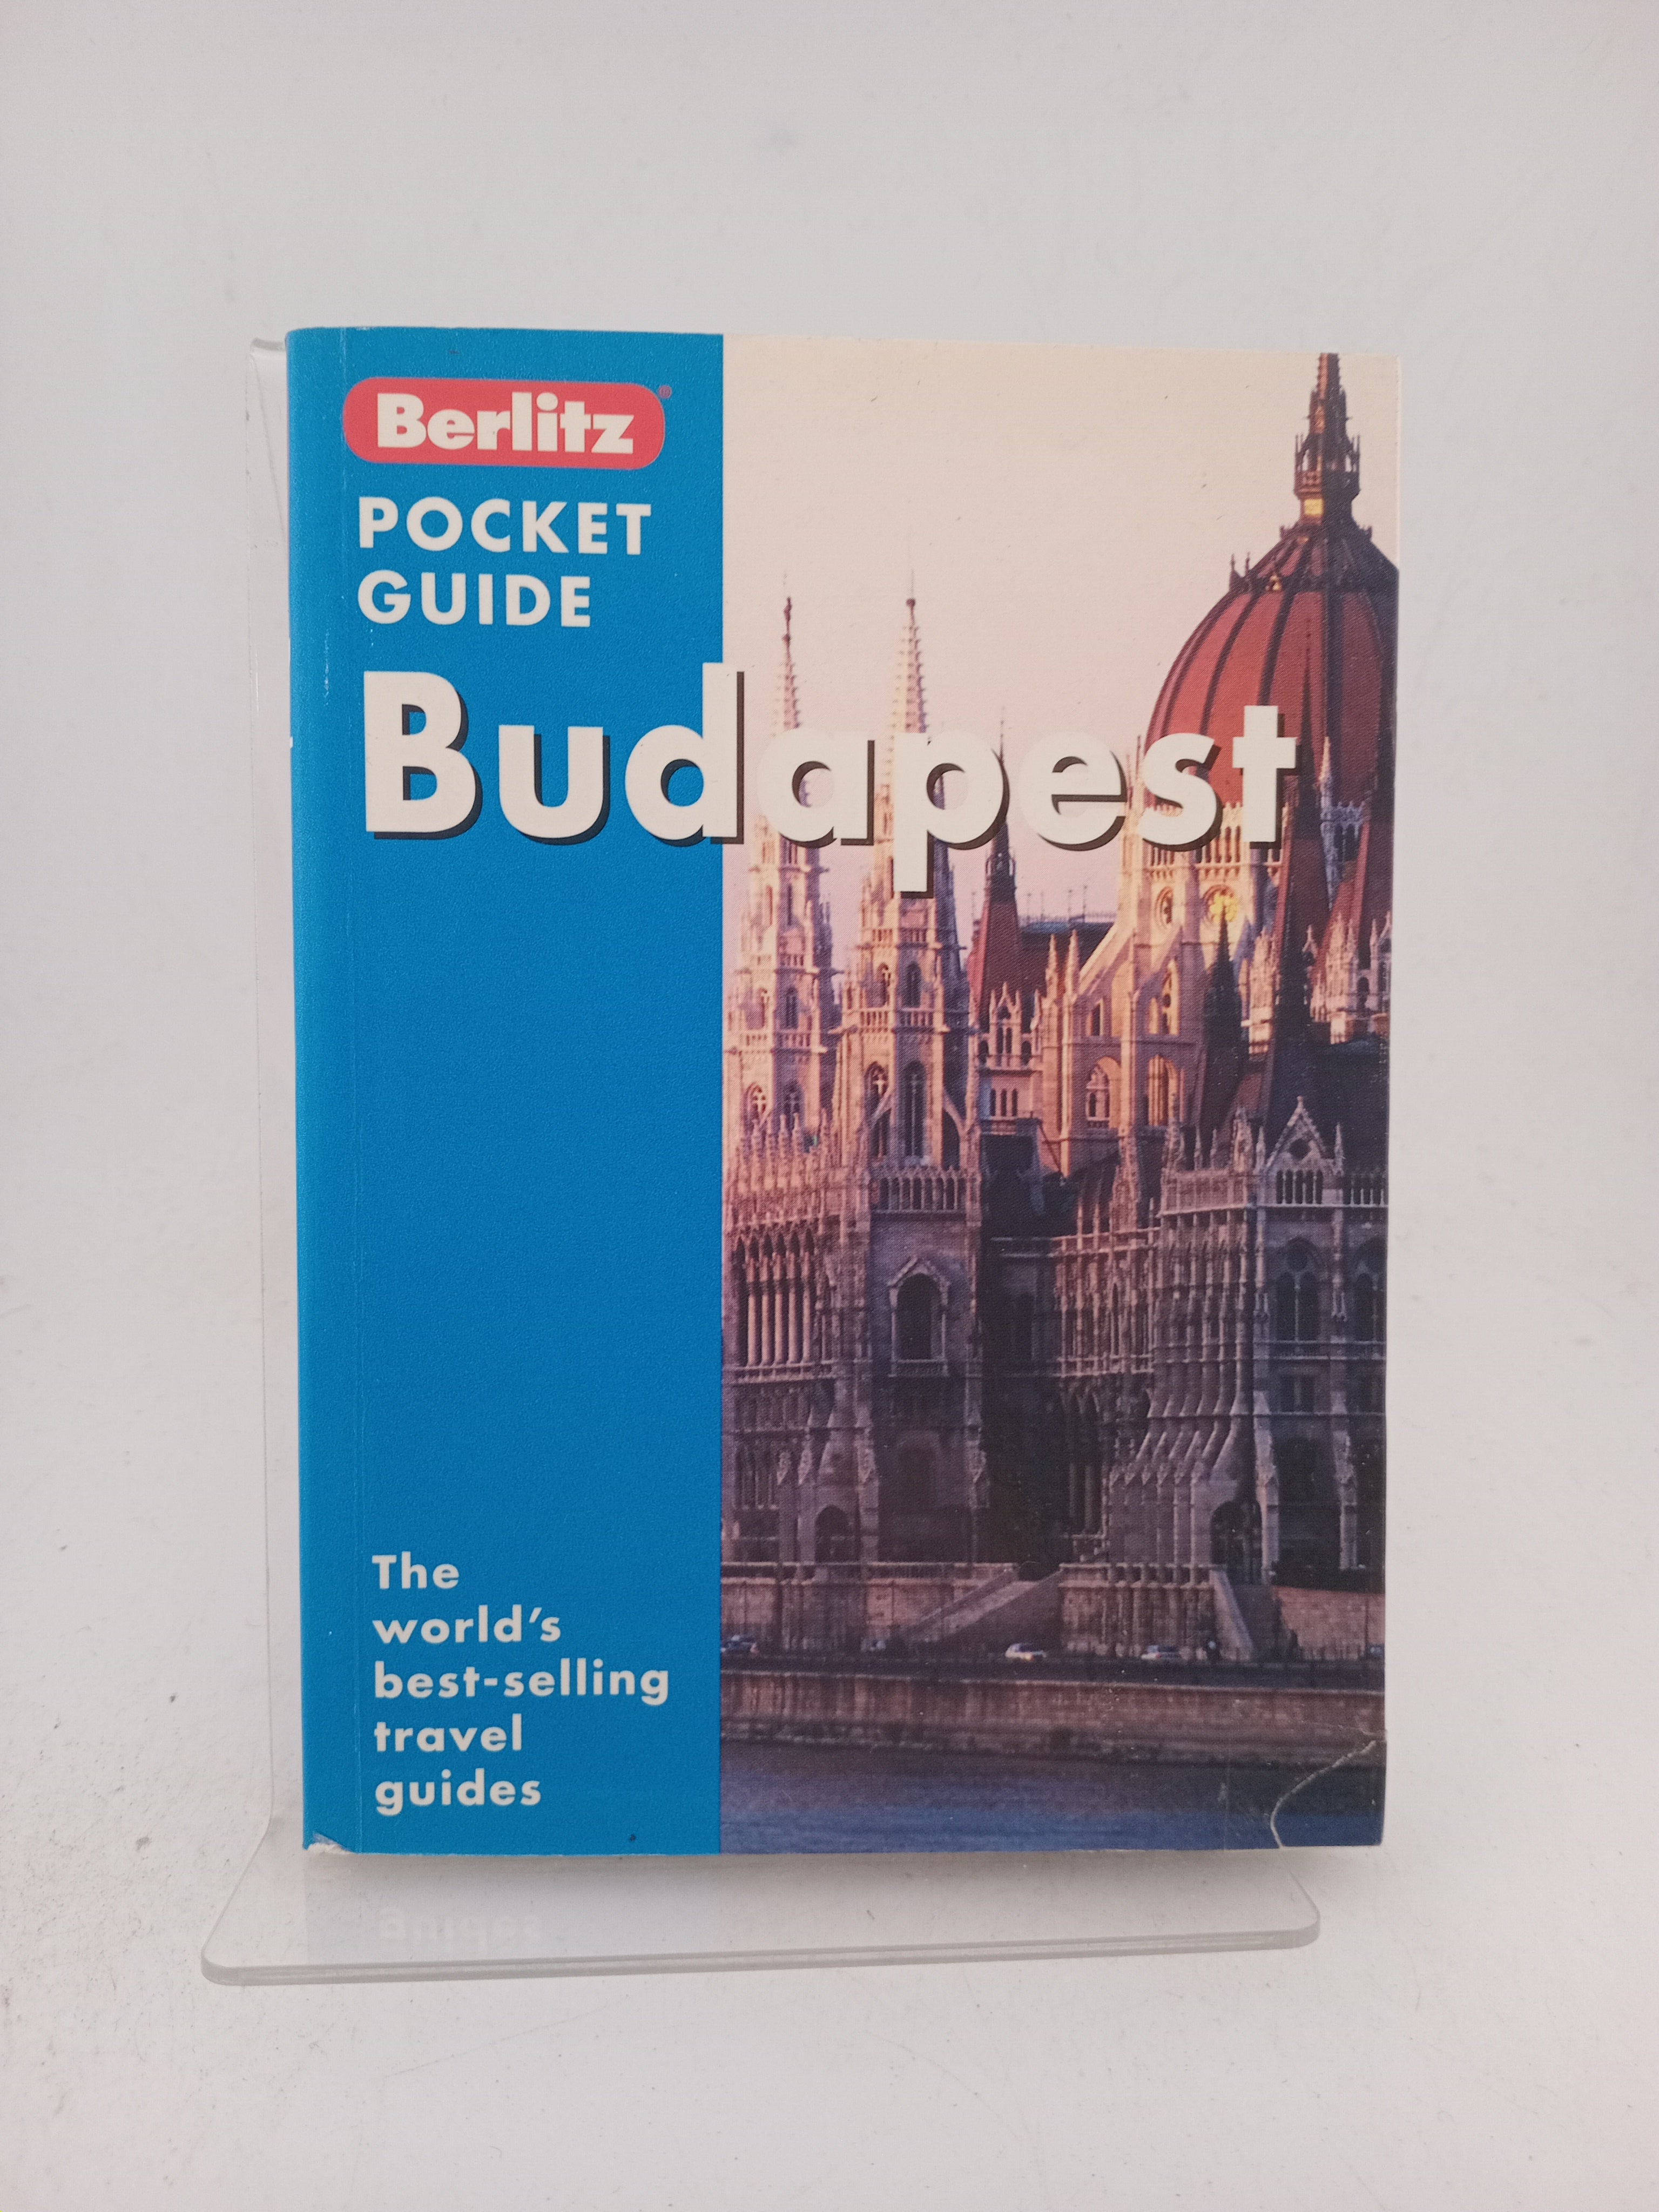 Berlitz®
POCKET
GUIDE
Budapest
The
world's
best-selling
travel
guides